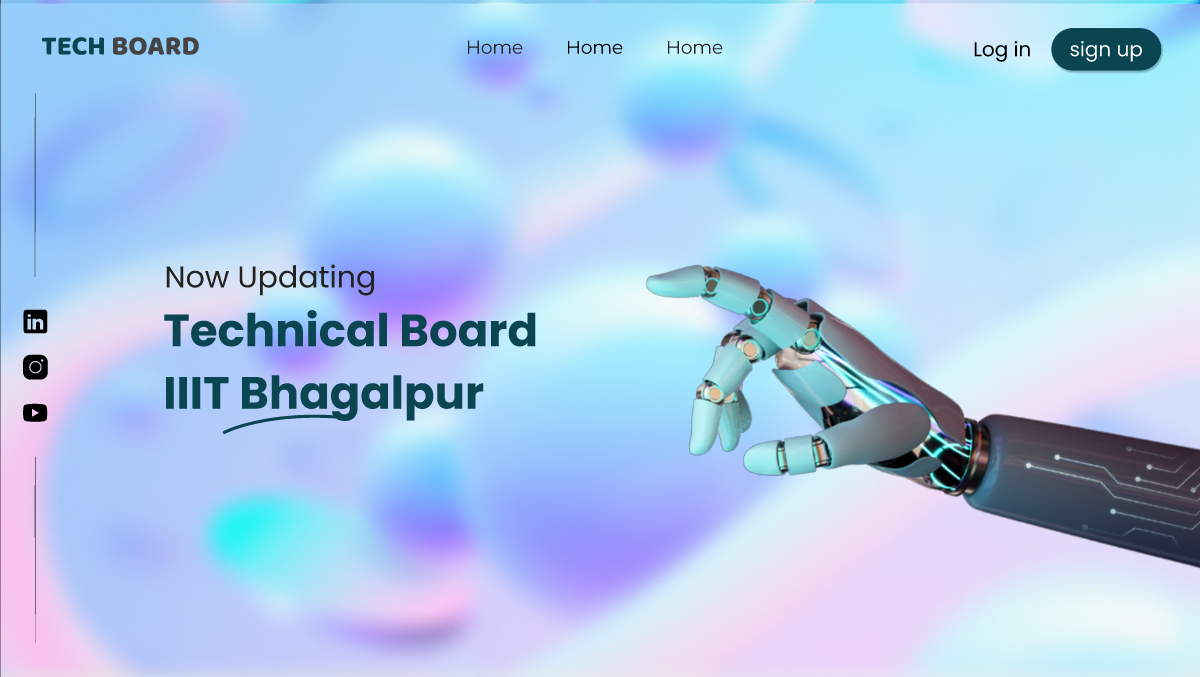 TECH BOARD
Home
Home
Home
Log in
sign up
Now Updating
Technical Board
IIIT Bhagalpur
in